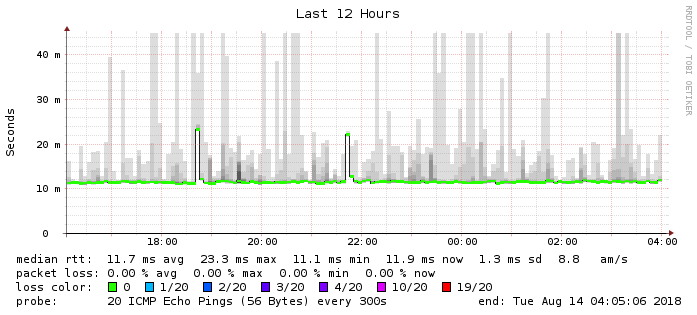 Last 12 Hours
RRDTOOL / TOBI OETIKER
Seconds
40 m
30 m
20 m
10 m
0
18:00 20:00 22:00 00:00 02:00 04:00
median rtt: 11.7 ms avg 23.3 ms max 11.1 ms min 11.9 ms now 1.3 ms sd 8.8 am/s
packet loss: 0.00 % avg 0.00 % max 0.00 % min 0.00 % now
loss color: 0 1/20 2/20 3/20 4/20 10/20 19/20
probe: 20 ICMP Echo Pings (56 Bytes) every 300s end: Tue Aug 14 04:05:06 2018